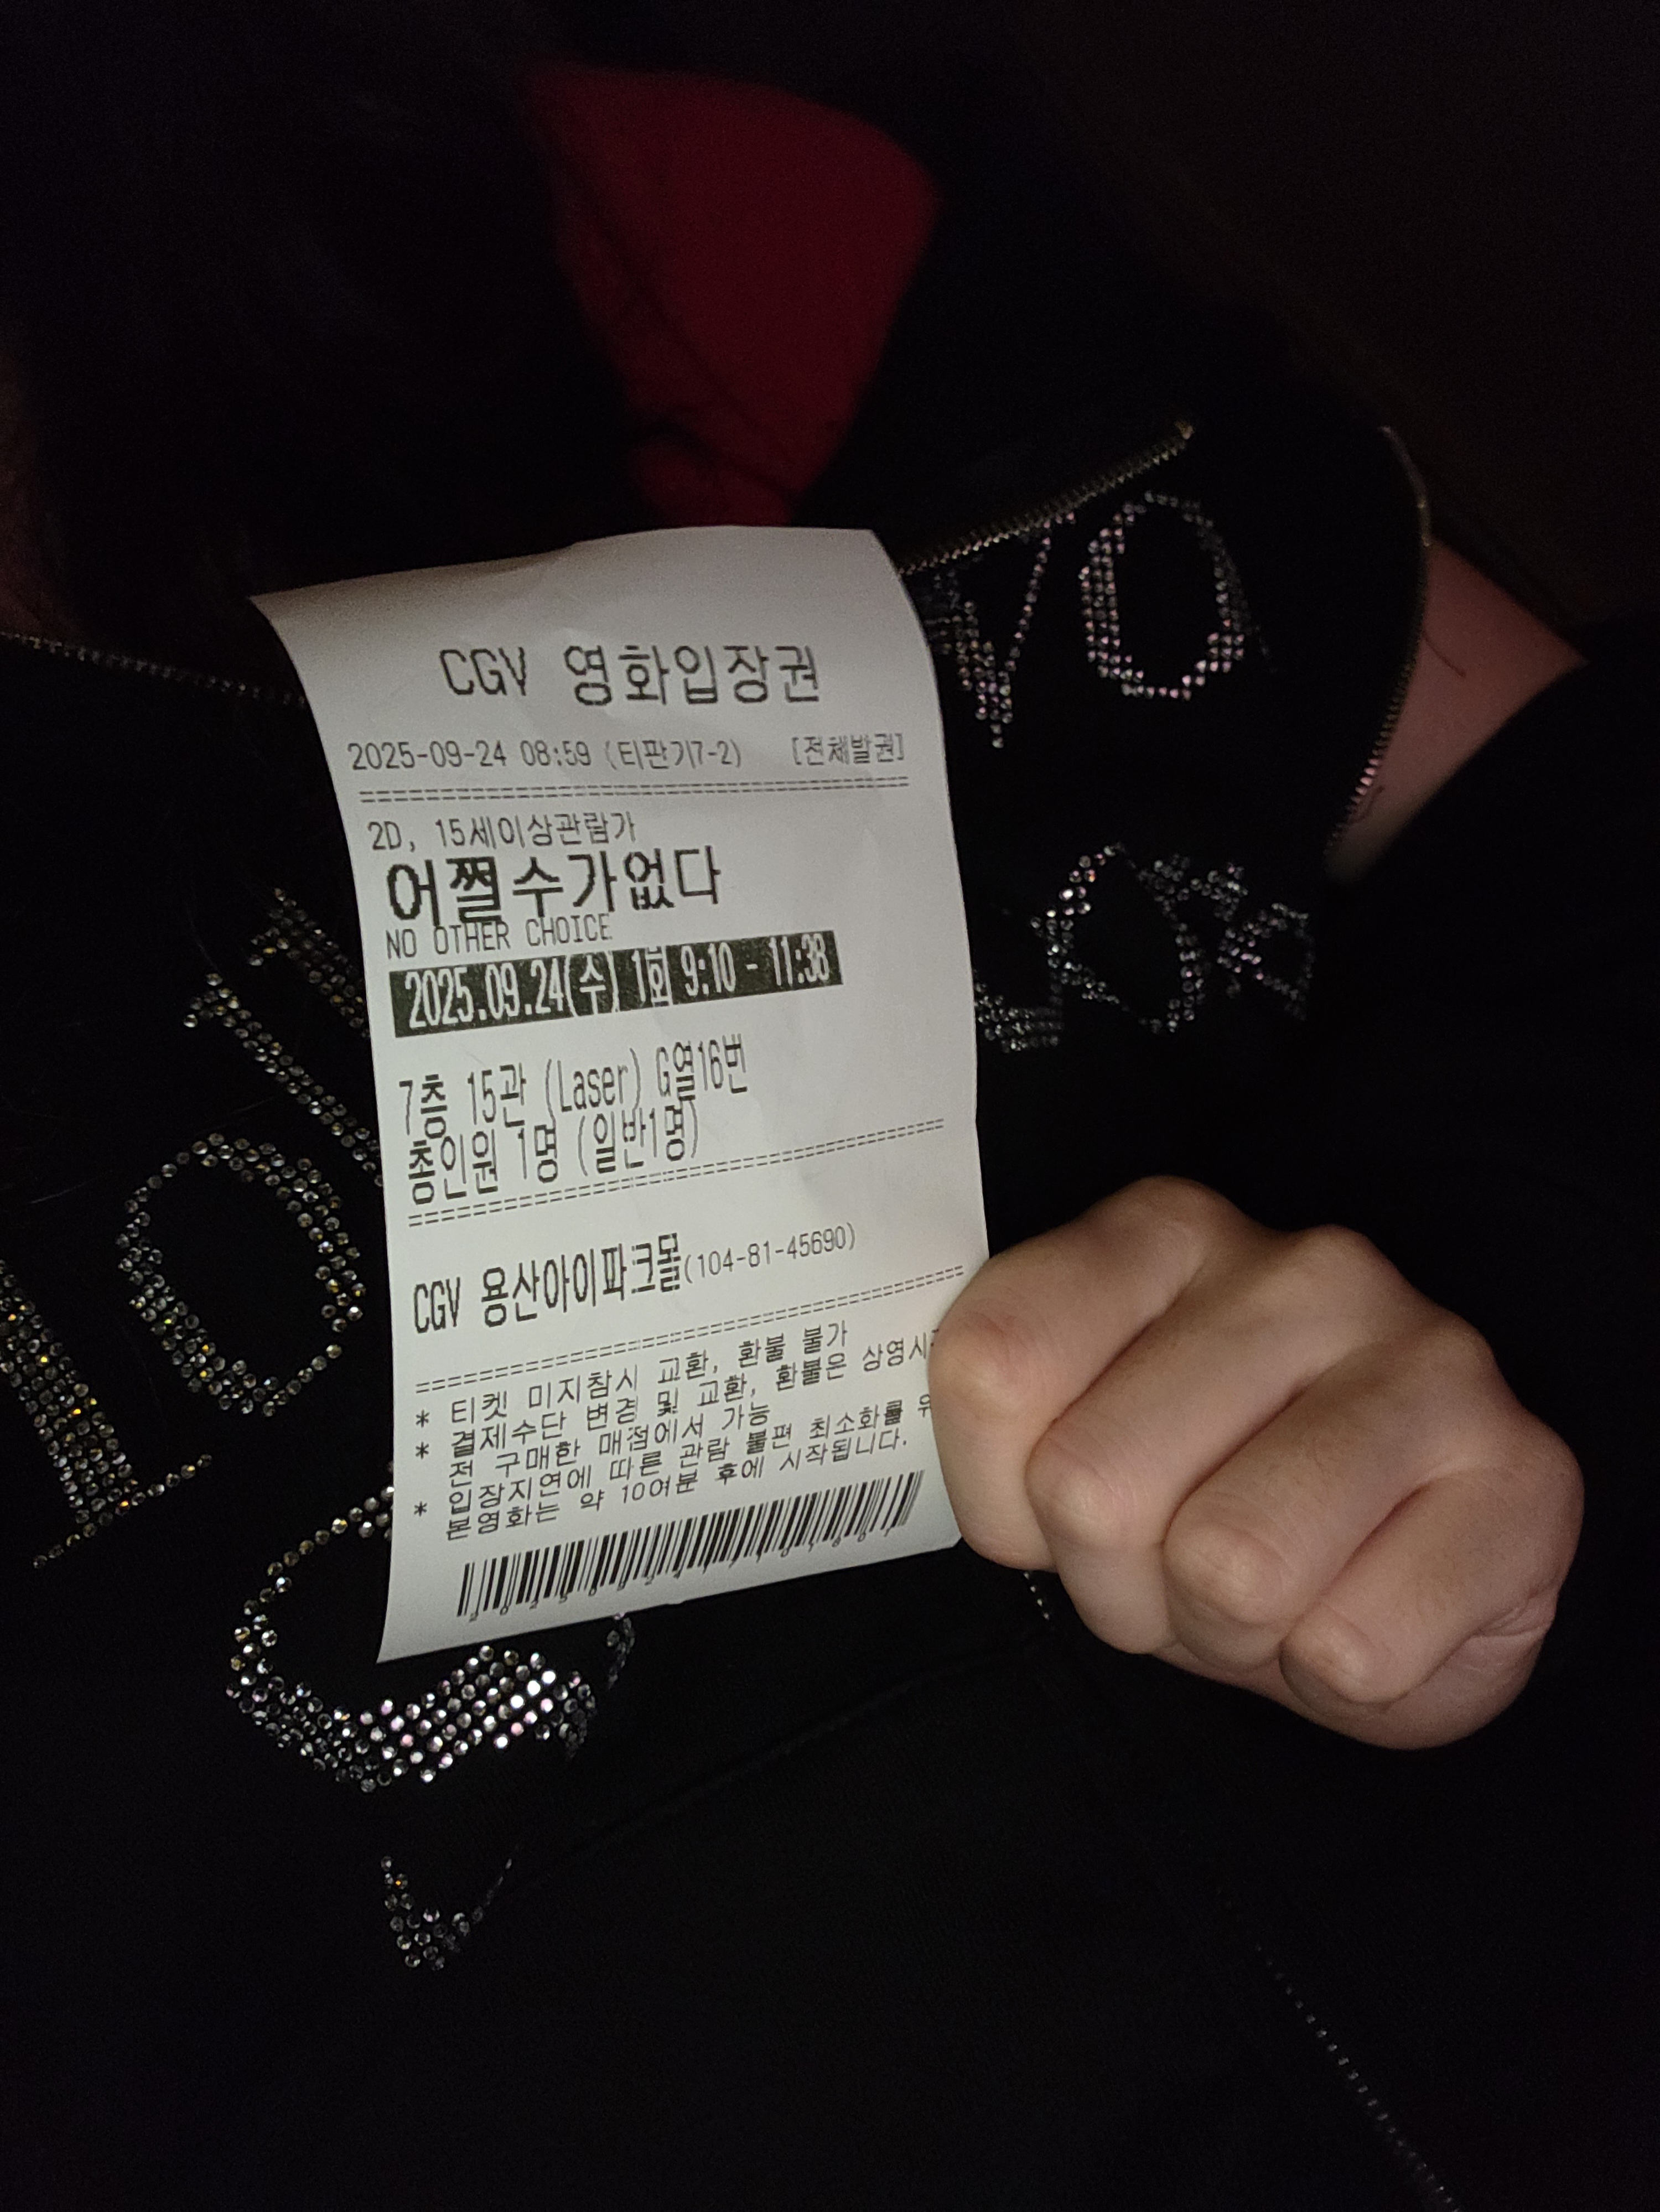 CGV 영화입장권
2025-09-24 08:59 (티판기7-2) [전체발권]
2D, 15세이상관람가
어쩔수가없다
NO OTHER CHOICE
2025.09.24(수) 1회 9:10 - 11:38
7층 15관 (Laser) G열16번
총인원 1명 (일반1명)
CGV 용산아이파크몰(104-81-45690)
* 티켓 미지참시 교환, 환불 불가
* 결제수단 변경 및 교환, 환불은 상영시
전 구매한 매점에서 가능
* 입장지연에 따른 관람 불편 최소화를 위
본영화는 약 10여분 후에 시작됩니다.